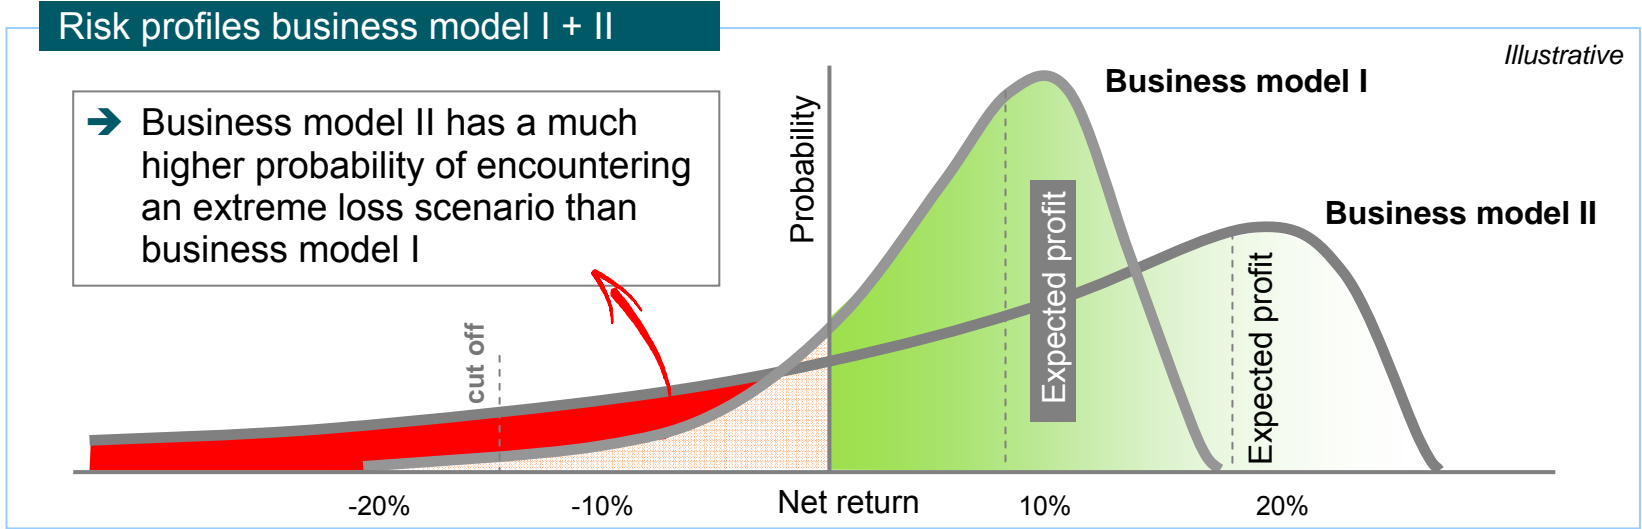 Risk profiles business model I + II
Illustrative
➔ Business model II has a much
higher probability of encountering
an extreme loss scenario than
business model I
Probability
Business model I
Business model II
Expected profit
Expected profit
cut off
-20%
-10%
Net return
10%
20%